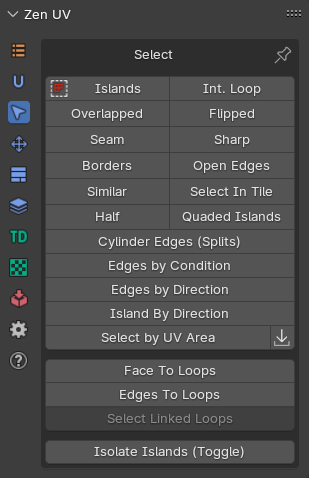 Zen UV
Select
Islands Int. Loop
Overlapped Flipped
Seam Sharp
Borders Open Edges
Similar Select In Tile
Half Quaded Islands
Cylinder Edges (Splits)
Edges by Condition
Edges by Direction
Island By Direction
Select by UV Area
TD
Face To Loops
Edges To Loops
Select Linked Loops
Isolate Islands (Toggle)